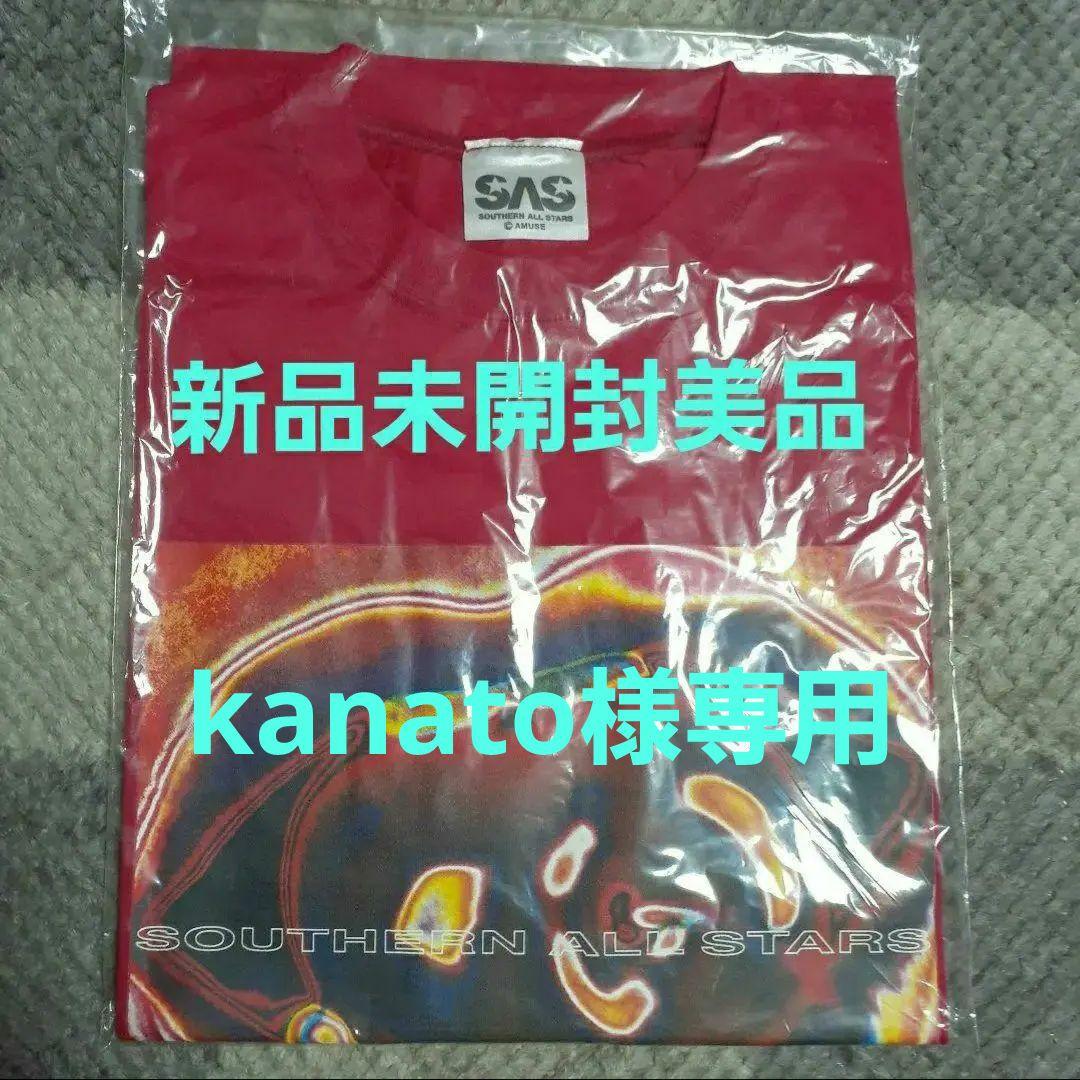 SAS
SOUTHERN ALL STARS
© AMUSE
新品未開封美品
kanato様専用
SOUTHERN ALL STARS